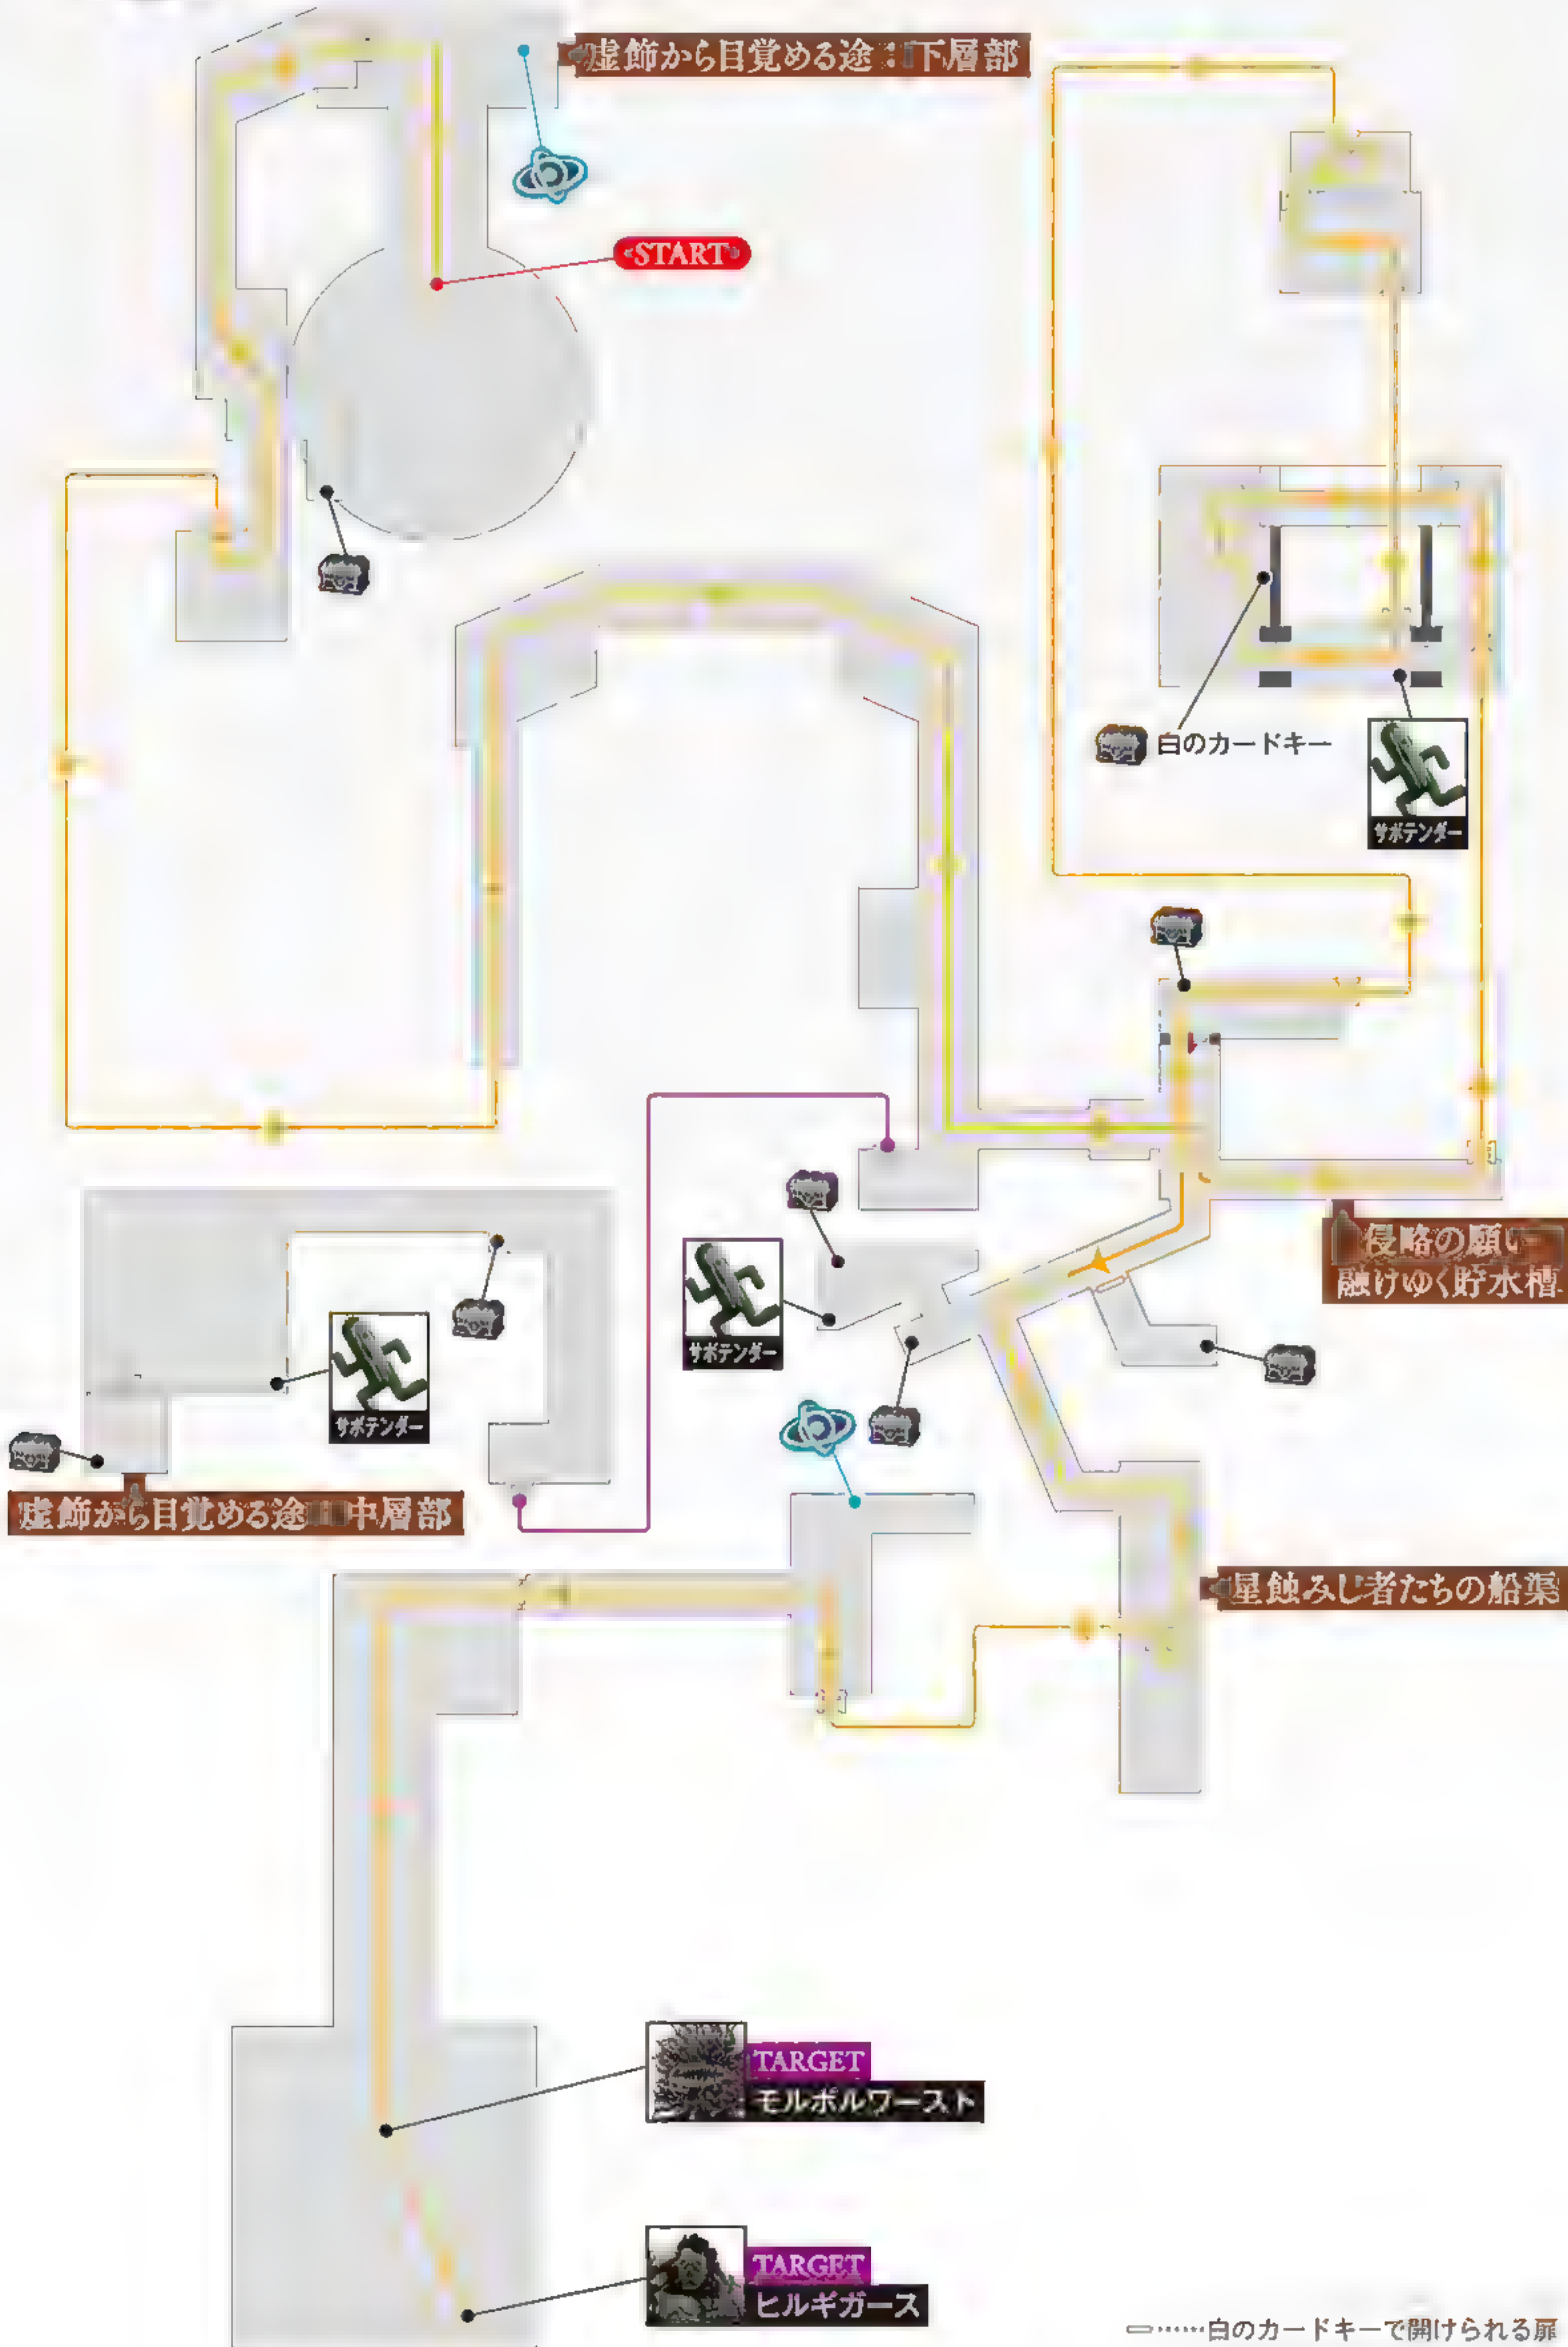 虚飾から目覚める途：下層部
START
白のカードキー
サボテンダー
侵略の願い
融けゆく貯水槽
サボテンダー
サボテンダー
虚飾から目覚める途 中層部
星蝕みし者たちの船渠
TARGET
モルボルワースト
TARGET
ヒルギガース
……白のカードキーで開けられる扉